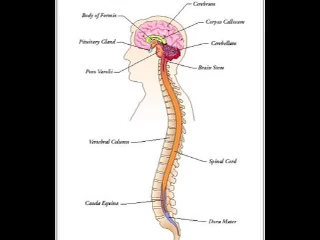 Cerebrum
Body of Fornix
Corpus Callosum
Pituitary Gland
Cerebellum
Pons Varolii
Brain Stem
Vertebral Column
Spinal Cord
Cauda Equina
Dura Mater